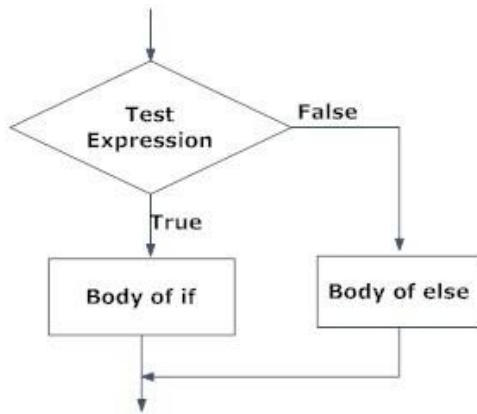 Test
Expression
False
True
Body of if
Body of else